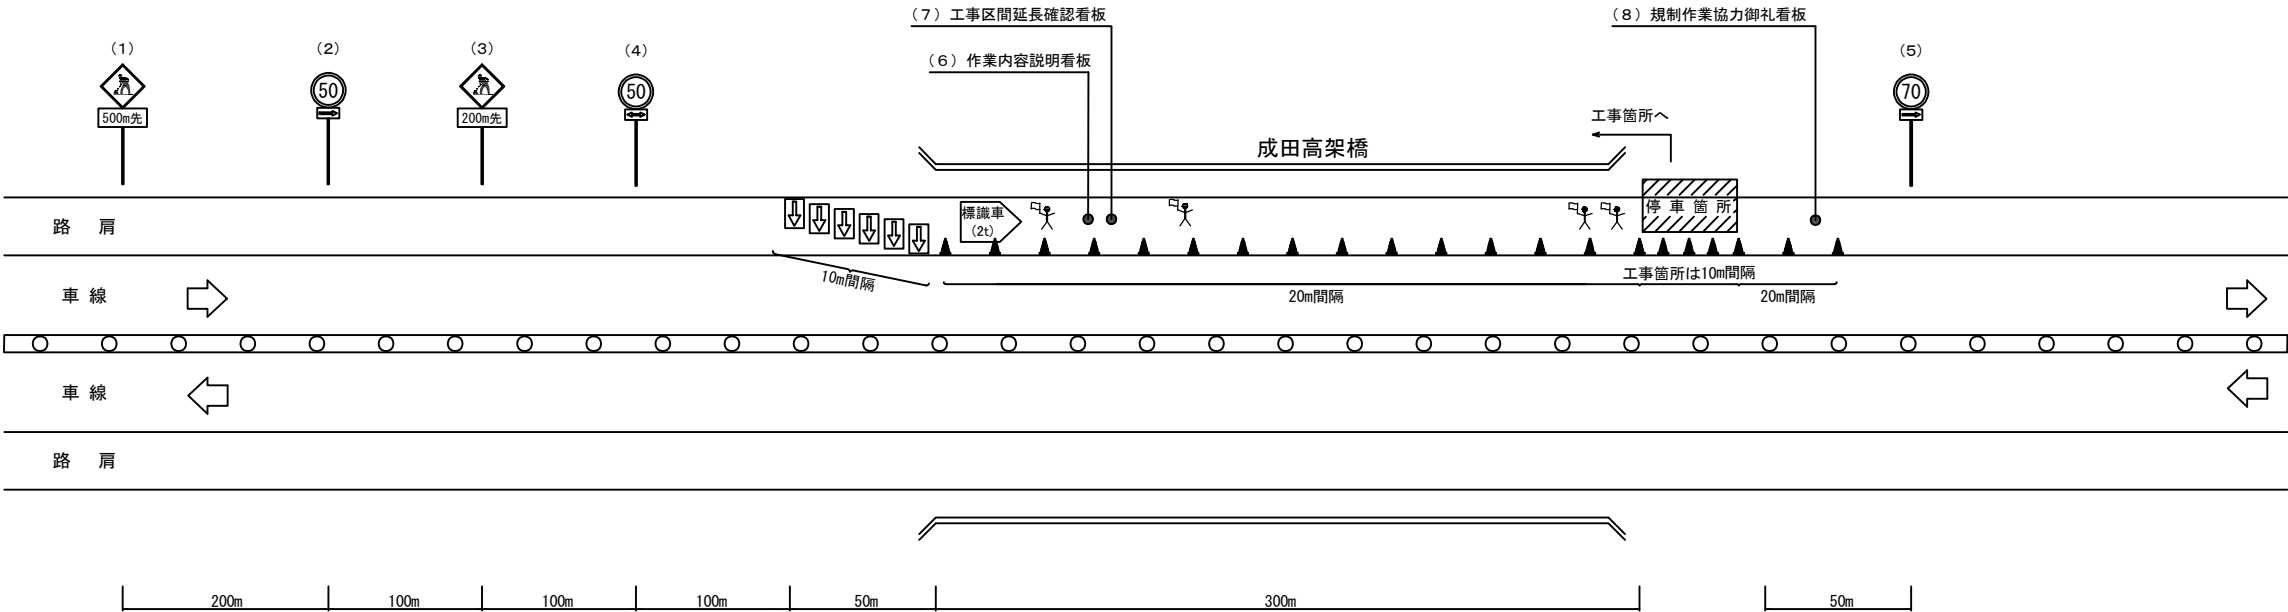 （7）工事区間延長確認看板
（8）規制作業協力御礼看板
（1）
（2）
（3）
（4）
（6）作業内容説明看板
（5）
50
50
70
500m先
200m先
工事箇所へ
成田高架橋
路　肩
標識車
(2t)
停車箇所
10m間隔
工事箇所は10m間隔
車 線
20m間隔
20m間隔
車 線
路　肩
200m
100m
100m
100m
50m
300m
50m